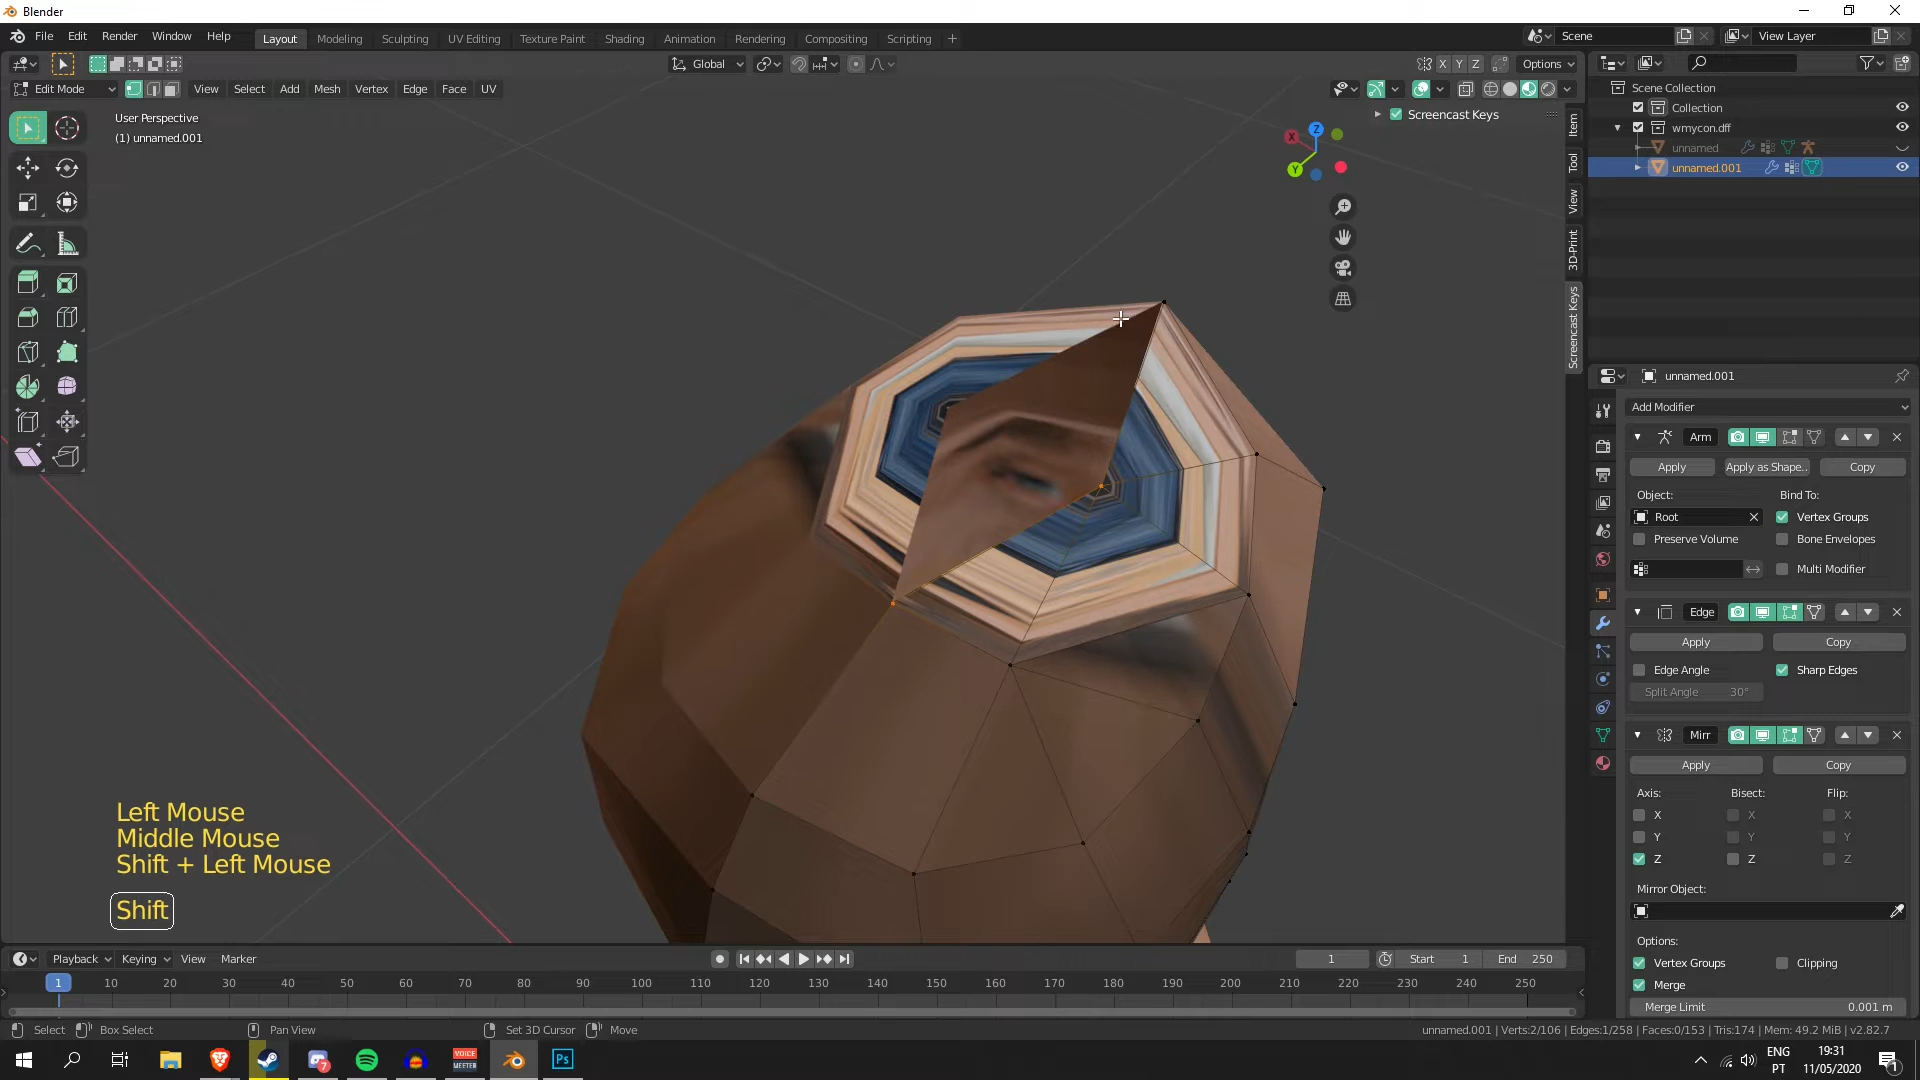 Blender
File Edit Render Window Help Layout Modeling Sculpting UV Editing Texture Paint Shading Animation Rendering Compositing Scripting + Scene View Layer
Global X Y Z Options
Edit Mode View Select Add Mesh Vertex Edge Face UV
User Perspective
(1) unnamed.001
Screencast Keys
X Z Y
Item
Tool
View
3D-Print
Screencast Keys
Scene Collection
Collection
wmycon.dff
unnamed
unnamed.001
unnamed.001
Add Modifier
Arm
Apply Apply as Shape.. Copy
Object: Bind To:
Root Vertex Groups
Preserve Volume Bone Envelopes
Multi Modifier
Edge
Apply Copy
Edge Angle Sharp Edges
Split Angle 30°
Mirr
Apply Copy
Axis: Bisect: Flip:
X X X
Y Y Y
Z Z Z
Mirror Object:
Options:
Vertex Groups Clipping
Merge
Merge Limit 0.001 m
Left Mouse
Middle Mouse
Shift + Left Mouse
Shift
Playback Keying View Marker 1 Start 1 End 250
1 10 20 30 40 50 60 70 80 90 100 110 120 130 140 150 160 170 180 190 200 210 220 230 240 250
Select Box Select Pan View Set 3D Cursor Move unnamed.001 | Verts:2/106 | Edges:1/258 | Faces:0/153 | Tris:174 | Mem: 49.2 MiB | v2.82.7
7 VOICE MEETER Ps ENG PT 19:31 11/05/2020 1